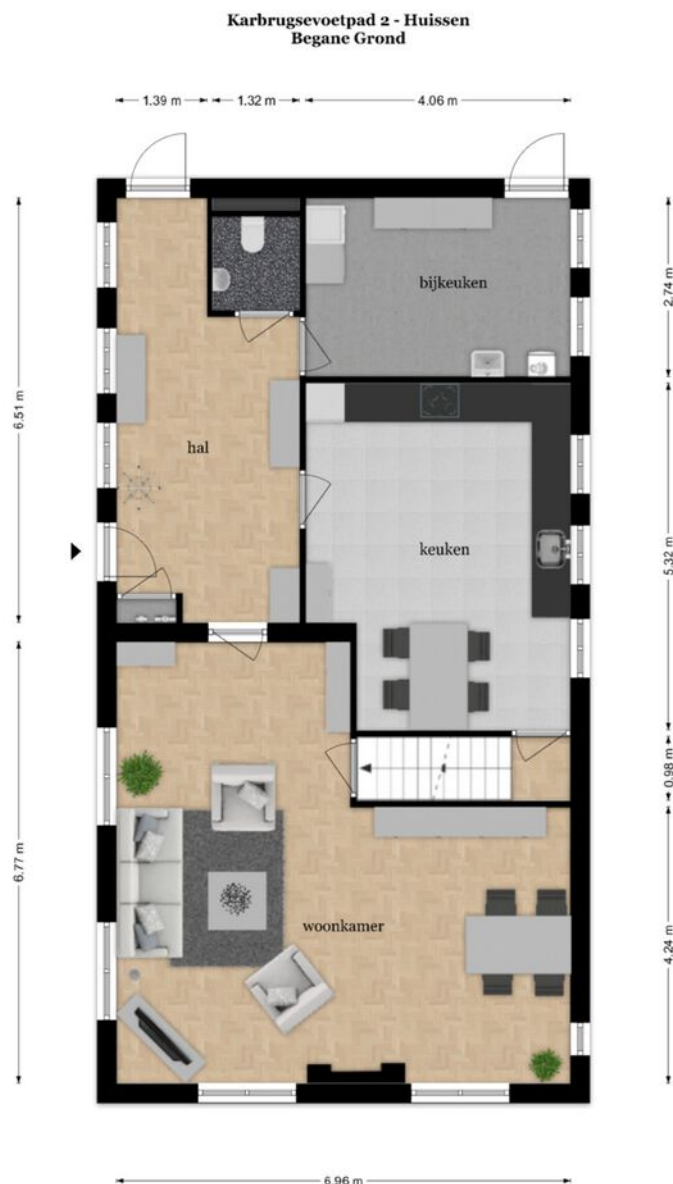 Karbrugsevoetpad 2 - Huissen
Begane Grond
1.39 m
1.32 m
4.06 m
bijkeuken
2.74 m
6.51 m
hal
keuken
5.32 m
0.98 m
6.77 m
woonkamer
4.24 m
6.96 m